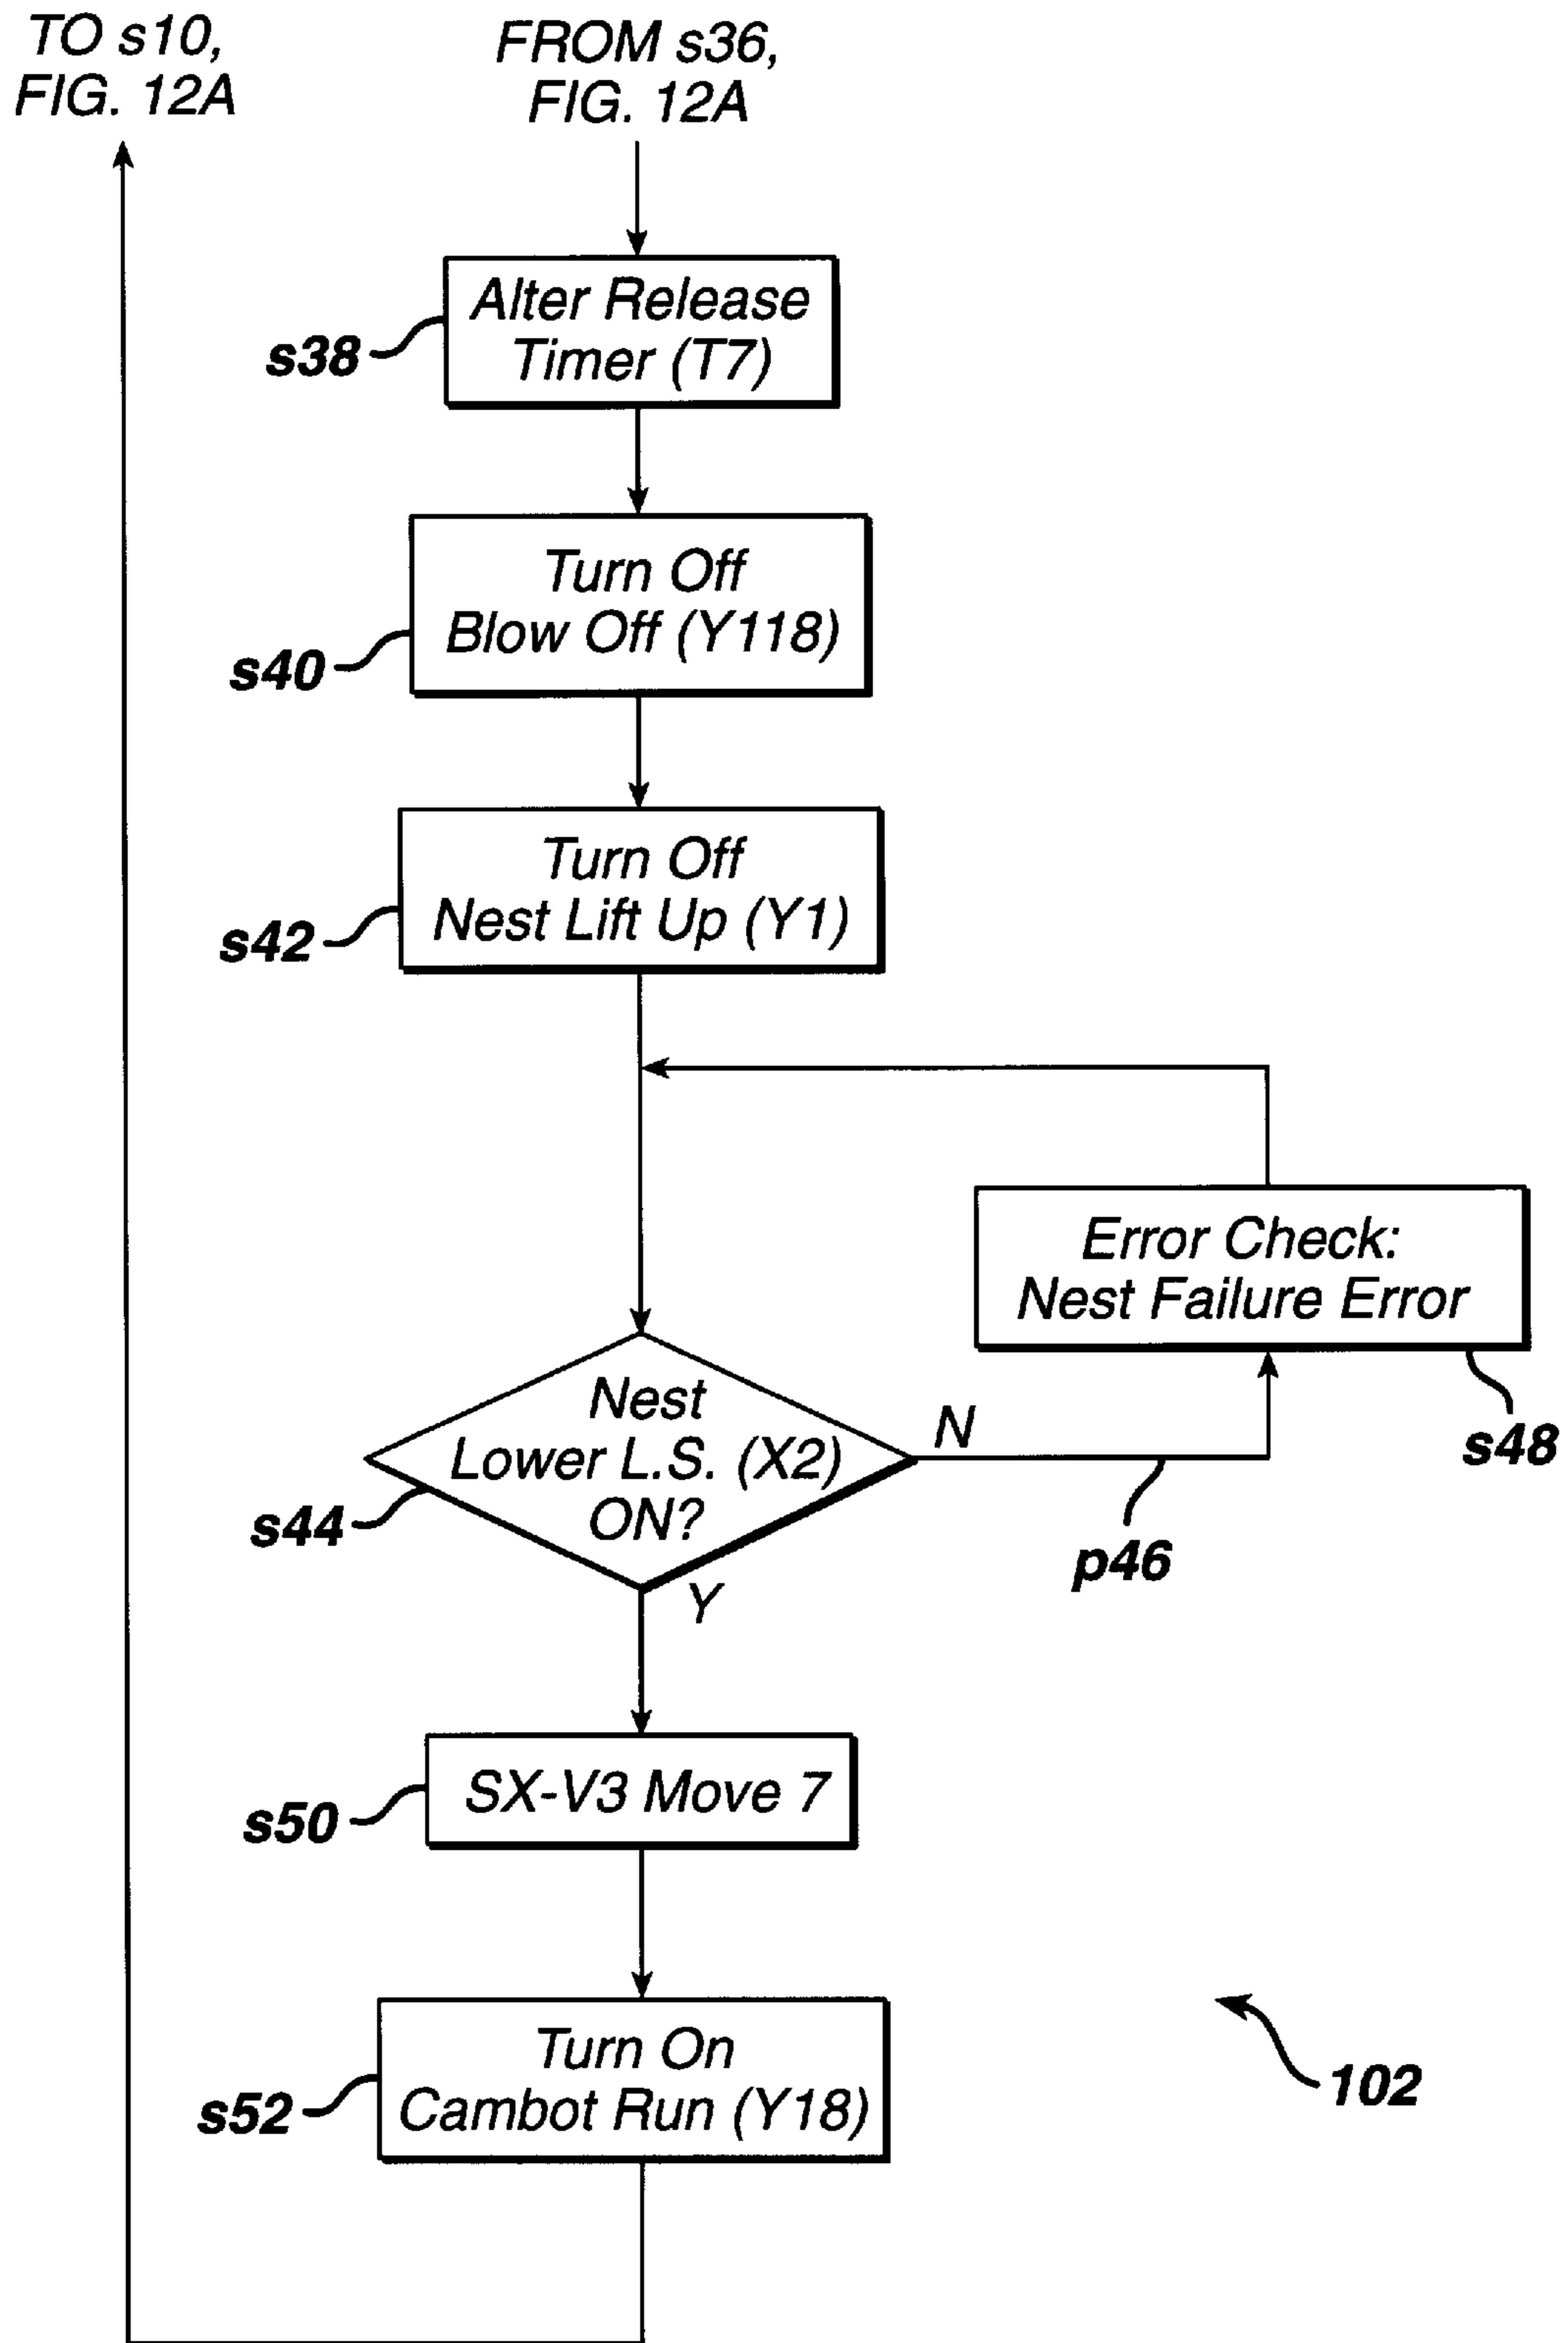 TO s10,
FIG. 12A
FROM s36,
FIG. 12A
Alter Release
Timer (T7)
s38
Turn Off
Blow Off (Y118)
s40
Turn Off
Nest Lift Up (Y1)
s42
Error Check:
Nest Failure Error
s48
Nest
Lower L.S. (X2)
ON?
N
s44
p46
Y
SX-V3 Move 7
s50
Turn On
Cambot Run (Y18)
s52
102